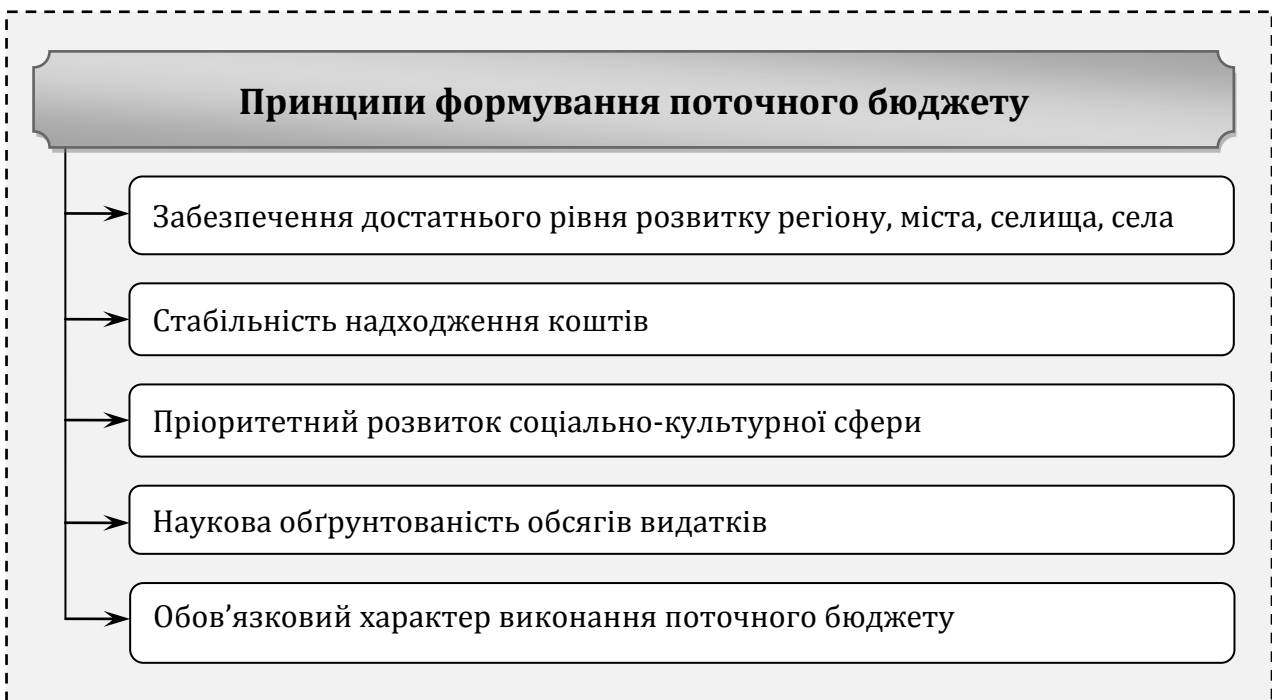 Принципи формування поточного бюджету
Забезпечення достатнього рівня розвитку регіону, міста, селища, села
Стабільність надходження коштів
Пріоритетний розвиток соціально-культурної сфери
Наукова обґрунтованість обсягів видатків
Обов’язковий характер виконання поточного бюджету